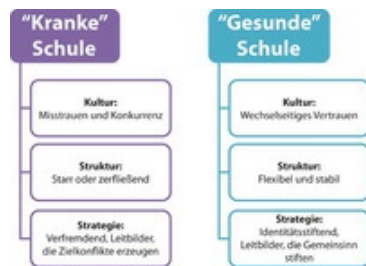 "Kranke"
Schule
Kultur:
Misstrauen und Konkurrenz
Struktur:
Starr oder zerfließend
Strategie:
Verfremdend, Leitbilder,
die Zielkonflikte erzeugen
"Gesunde"
Schule
Kultur:
Wechselseitiges Vertrauen
Struktur:
Flexibel und stabil
Strategie:
Identitätsstiftend,
Leitbilder, die Gemeinsinn
stiften